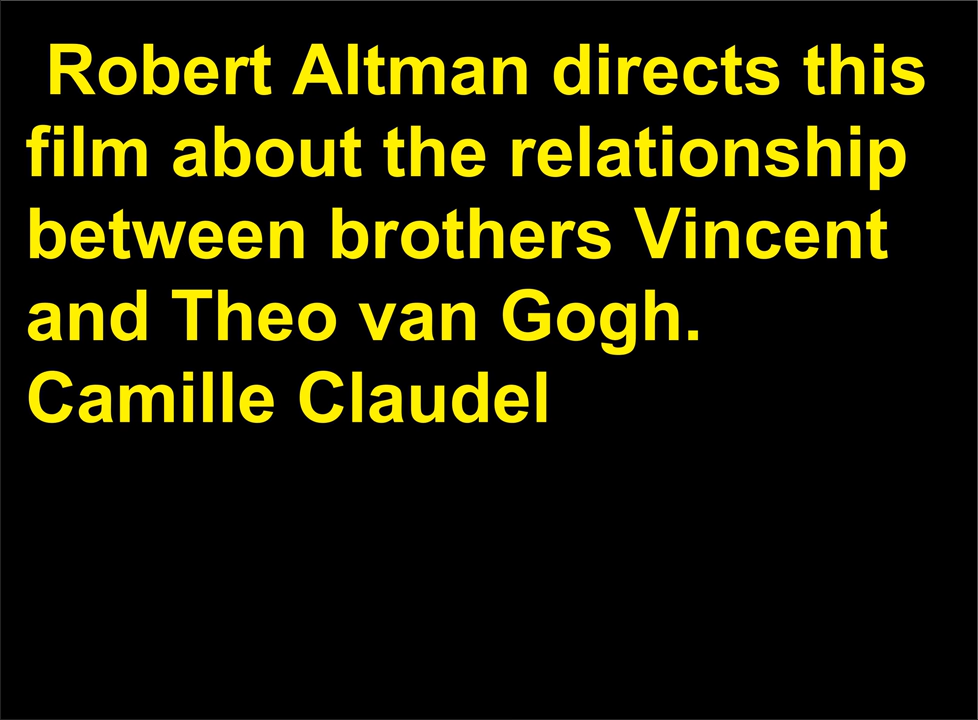 Robert Altman directs this
film about the relationship
between brothers Vincent
and Theo van Gogh.
Camille Claudel